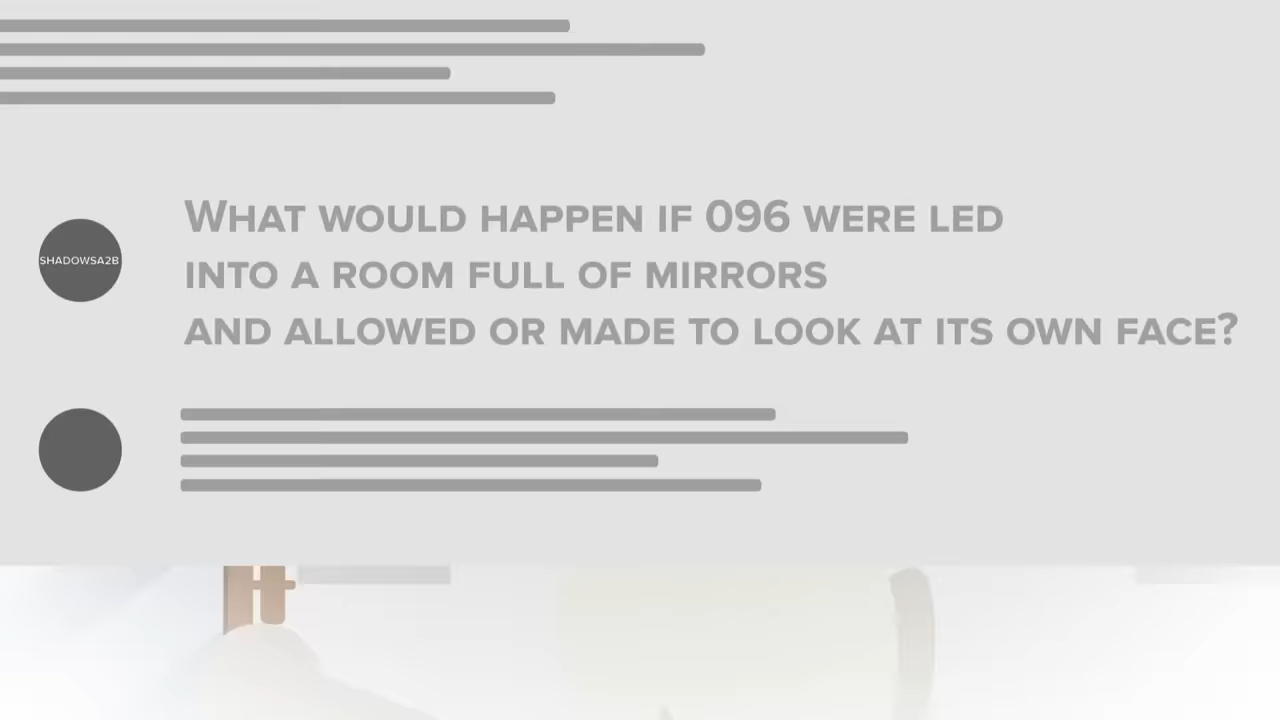 WHAT WOULD HAPPEN IF 096 WERE LED
SHADOWSA2B
INTO A ROOM FULL OF MIRRORS
AND ALLOWED OR MADE TO LOOK AT ITS OWN FACE?